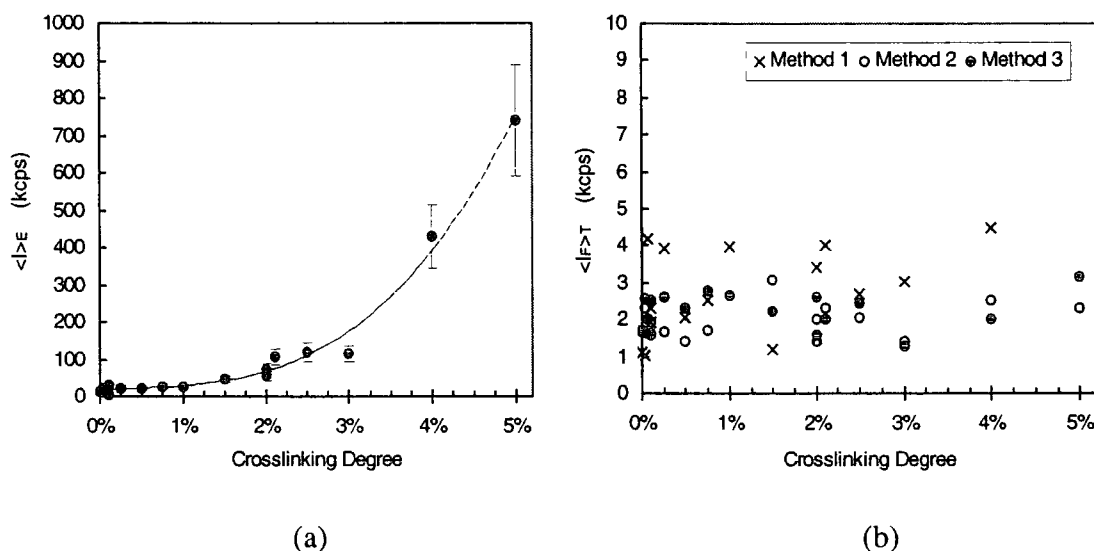 1000
900
800
700
600
500
400
300
200
100
0
<I>E (kcps)
0% 1% 2% 3% 4% 5%
Crosslinking Degree
(a)
10
9
8
7
6
5
4
3
2
1
0
<IF>T (kcps)
× Method 1 ○ Method 2 ⊕ Method 3
0% 1% 2% 3% 4% 5%
Crosslinking Degree
(b)